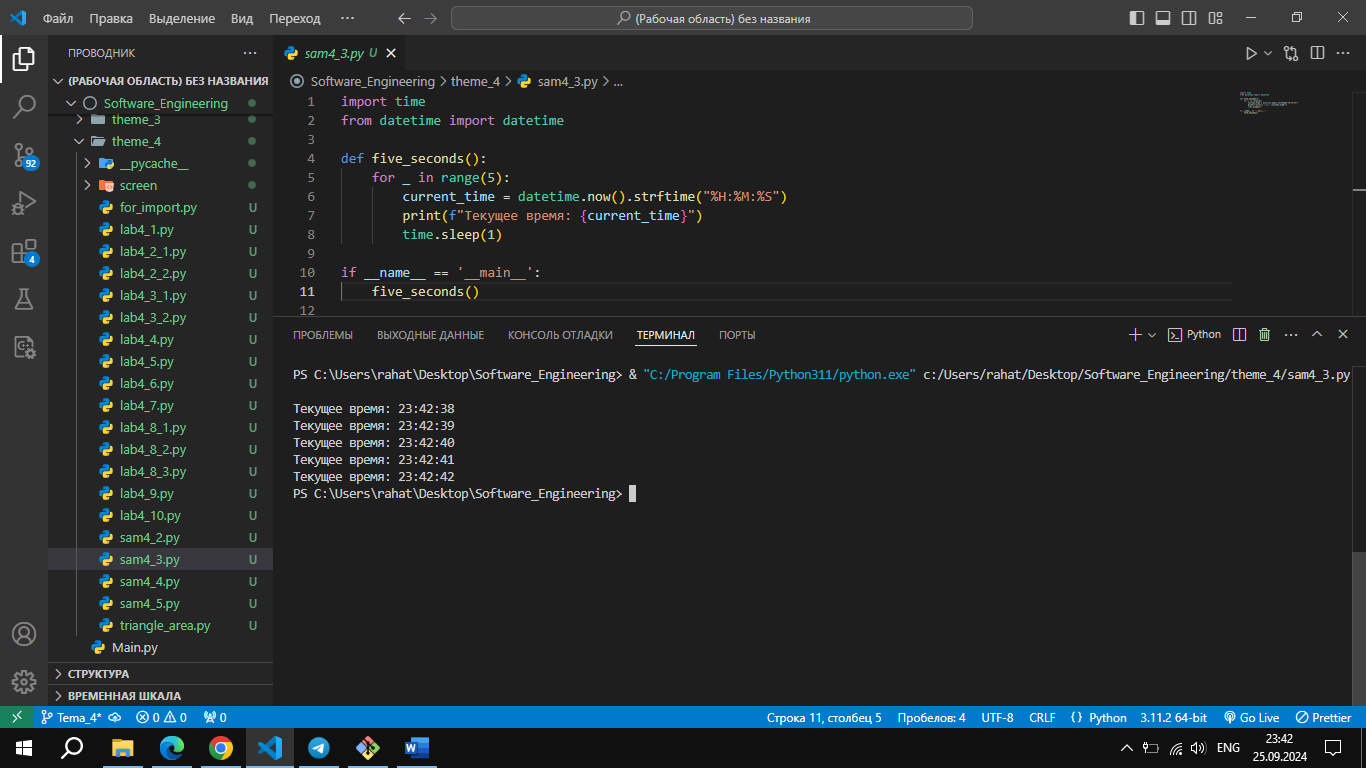 Файл Правка Выделение Вид Переход ··· (Рабочая область) без названия
ПРОВОДНИК ···
(РАБОЧАЯ ОБЛАСТЬ) БЕЗ НАЗВАНИЯ
Software_Engineering
theme_3
theme_4
__pycache__
screen
for_import.py U
lab4_1.py U
lab4_2_1.py U
lab4_2_2.py U
lab4_3_1.py U
lab4_3_2.py U
lab4_4.py U
lab4_5.py U
lab4_6.py U
lab4_7.py U
lab4_8_1.py U
lab4_8_2.py U
lab4_8_3.py U
lab4_9.py U
lab4_10.py U
sam4_2.py U
sam4_3.py U
sam4_4.py U
sam4_5.py U
triangle_area.py U
Main.py
СТРУКТУРА
ВРЕМЕННАЯ ШКАЛА
92
4
sam4_3.py U
Software_Engineering > theme_4 > sam4_3.py > ...
1 import time
2 from datetime import datetime
3
4 def five_seconds():
5 for _ in range(5):
6 current_time = datetime.now().strftime("%H:%M:%S")
7 print(f"Текущее время: {current_time}")
8 time.sleep(1)
9
10 if __name__ == '__main__':
11 five_seconds()
12
ПРОБЛЕМЫ ВЫХОДНЫЕ ДАННЫЕ КОНСОЛЬ ОТЛАДКИ ТЕРМИНАЛ ПОРТЫ Python
PS C:\Users\rahat\Desktop\Software_Engineering> & "C:/Program Files/Python311/python.exe" c:/Users/rahat/Desktop/Software_Engineering/theme_4/sam4_3.py
Текущее время: 23:42:38
Текущее время: 23:42:39
Текущее время: 23:42:40
Текущее время: 23:42:41
Текущее время: 23:42:42
PS C:\Users\rahat\Desktop\Software_Engineering>
Tema_4* 0 0 0 Строка 11, столбец 5 Пробелов: 4 UTF-8 CRLF Python 3.11.2 64-bit Go Live Prettier
ENG 23:42
25.09.2024